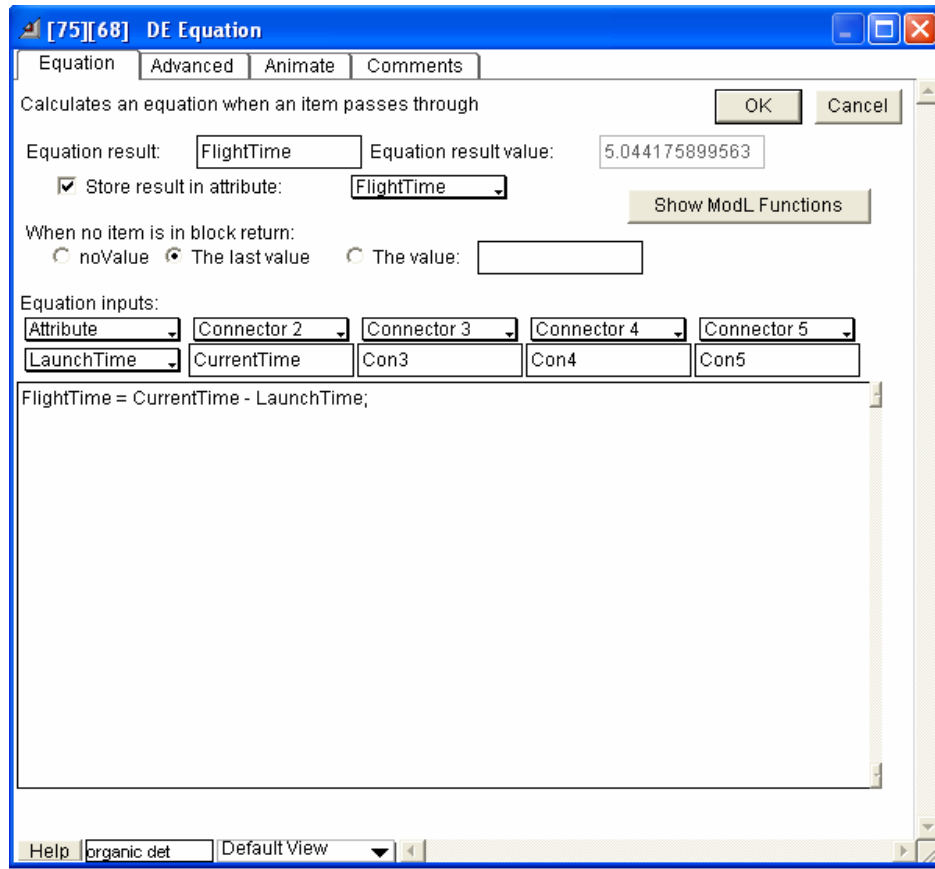 [75][68] DE Equation
Equation Advanced Animate Comments
Calculates an equation when an item passes through OK Cancel
Equation result: FlightTime Equation result value: 5.044175899563
Store result in attribute: FlightTime
Show ModL Functions
When no item is in block return:
noValue The last value The value:
Equation inputs:
Attribute Connector 2 Connector 3 Connector 4 Connector 5
LaunchTime CurrentTime Con3 Con4 Con5
FlightTime = CurrentTime - LaunchTime;
Help organic det Default View